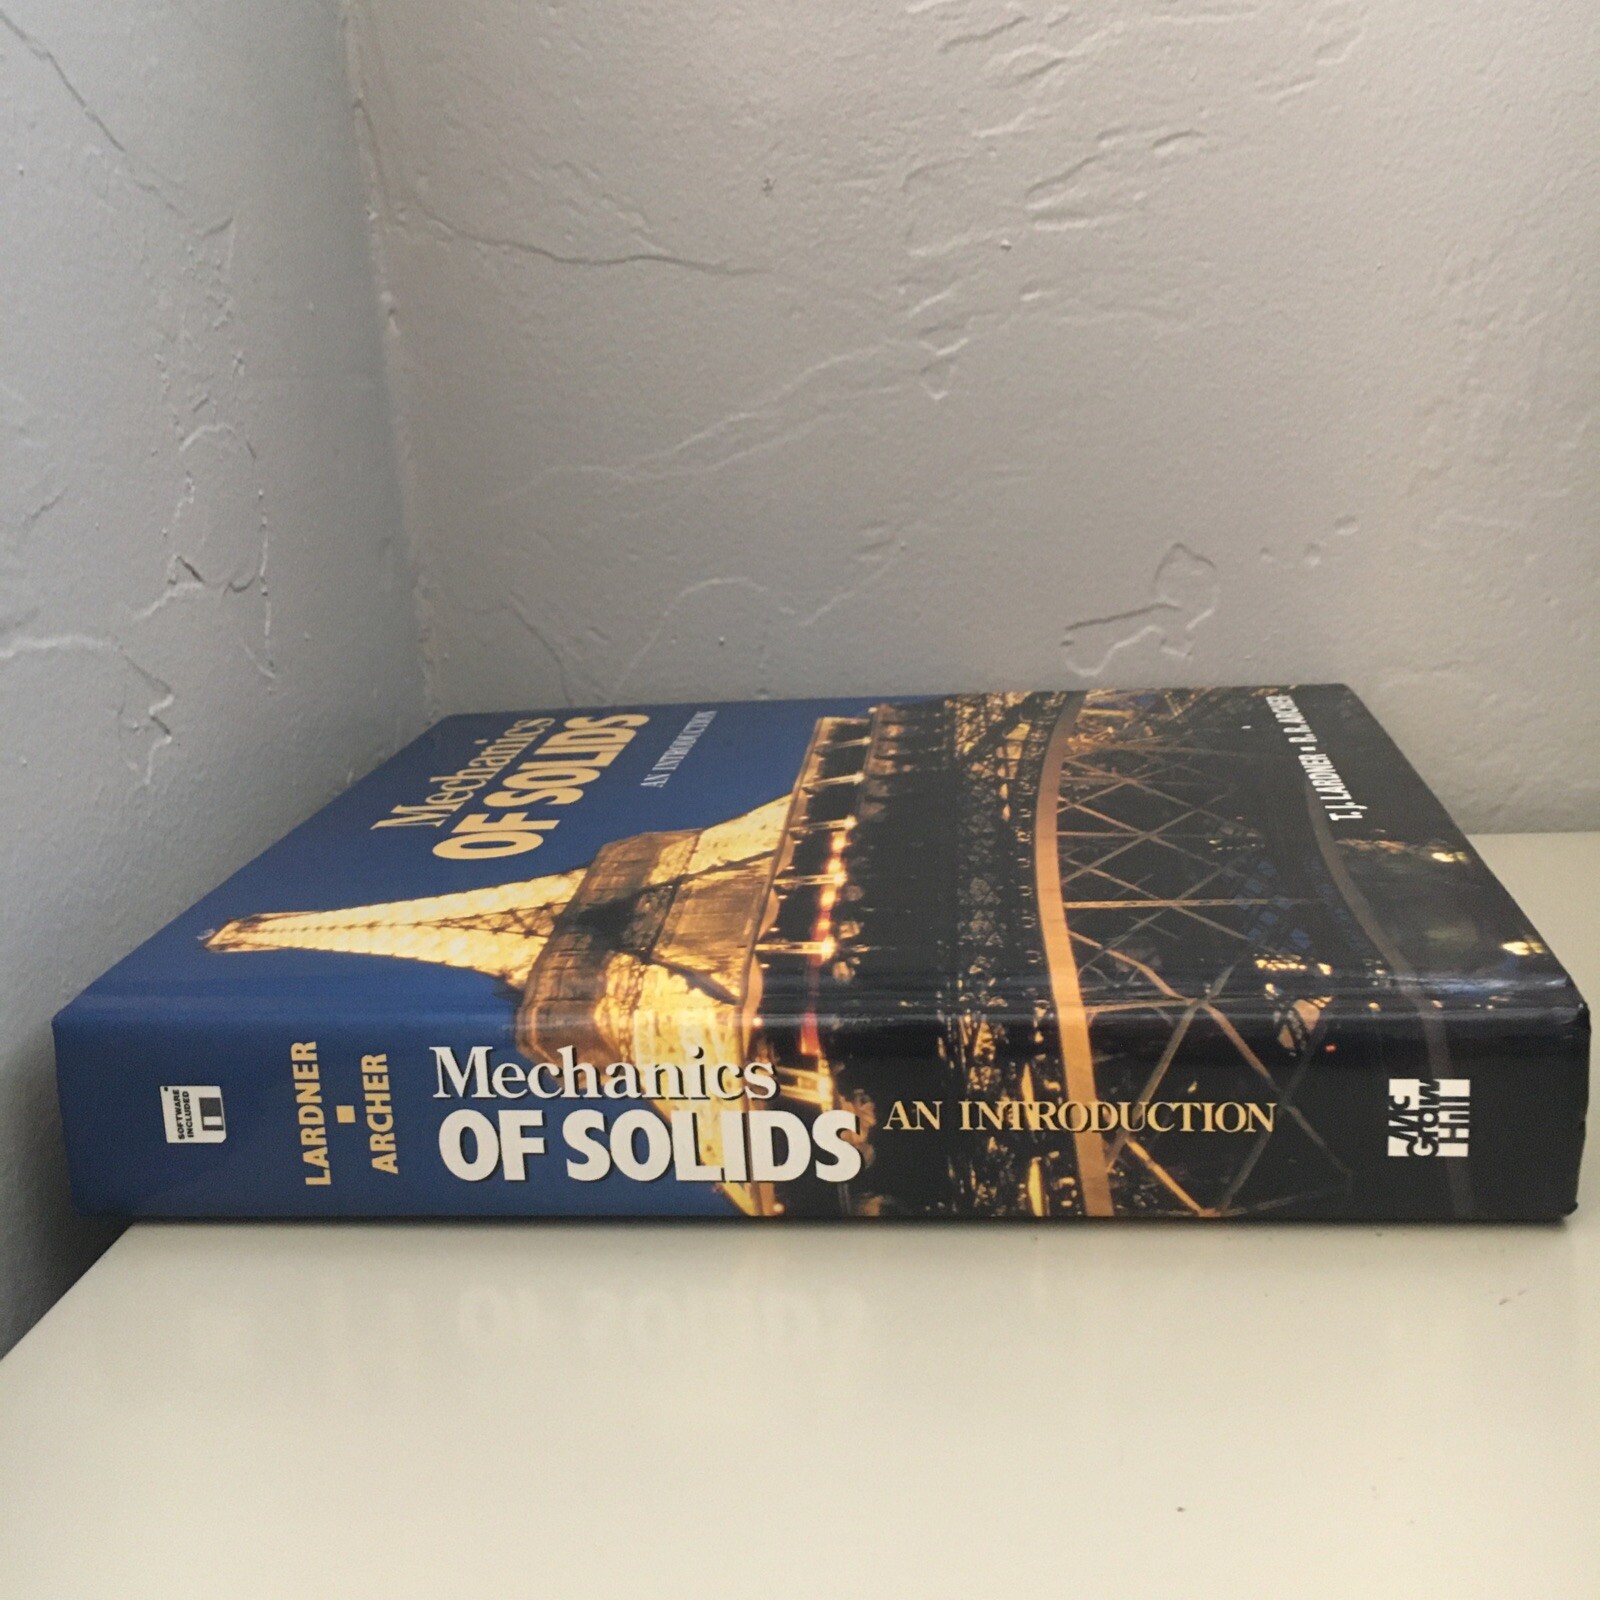 Mechanics
OF SOLIDS
AN INTRODUCTION
T. J. LARDNER ▪ R. R. ARCHER
SOFTWARE
INCLUDED
LARDNER
▪
ARCHER
Mechanics
OF SOLIDS
AN INTRODUCTION
Mc
Graw
Hill